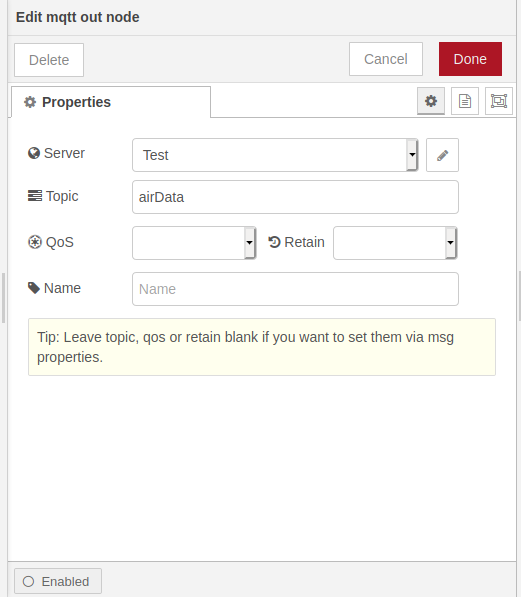 Edit mqtt out node
Delete
Cancel
Done
Properties
Server
Test
Topic
airData
QoS
Retain
Name
Name
Tip: Leave topic, qos or retain blank if you want to set them via msg
properties.
Enabled